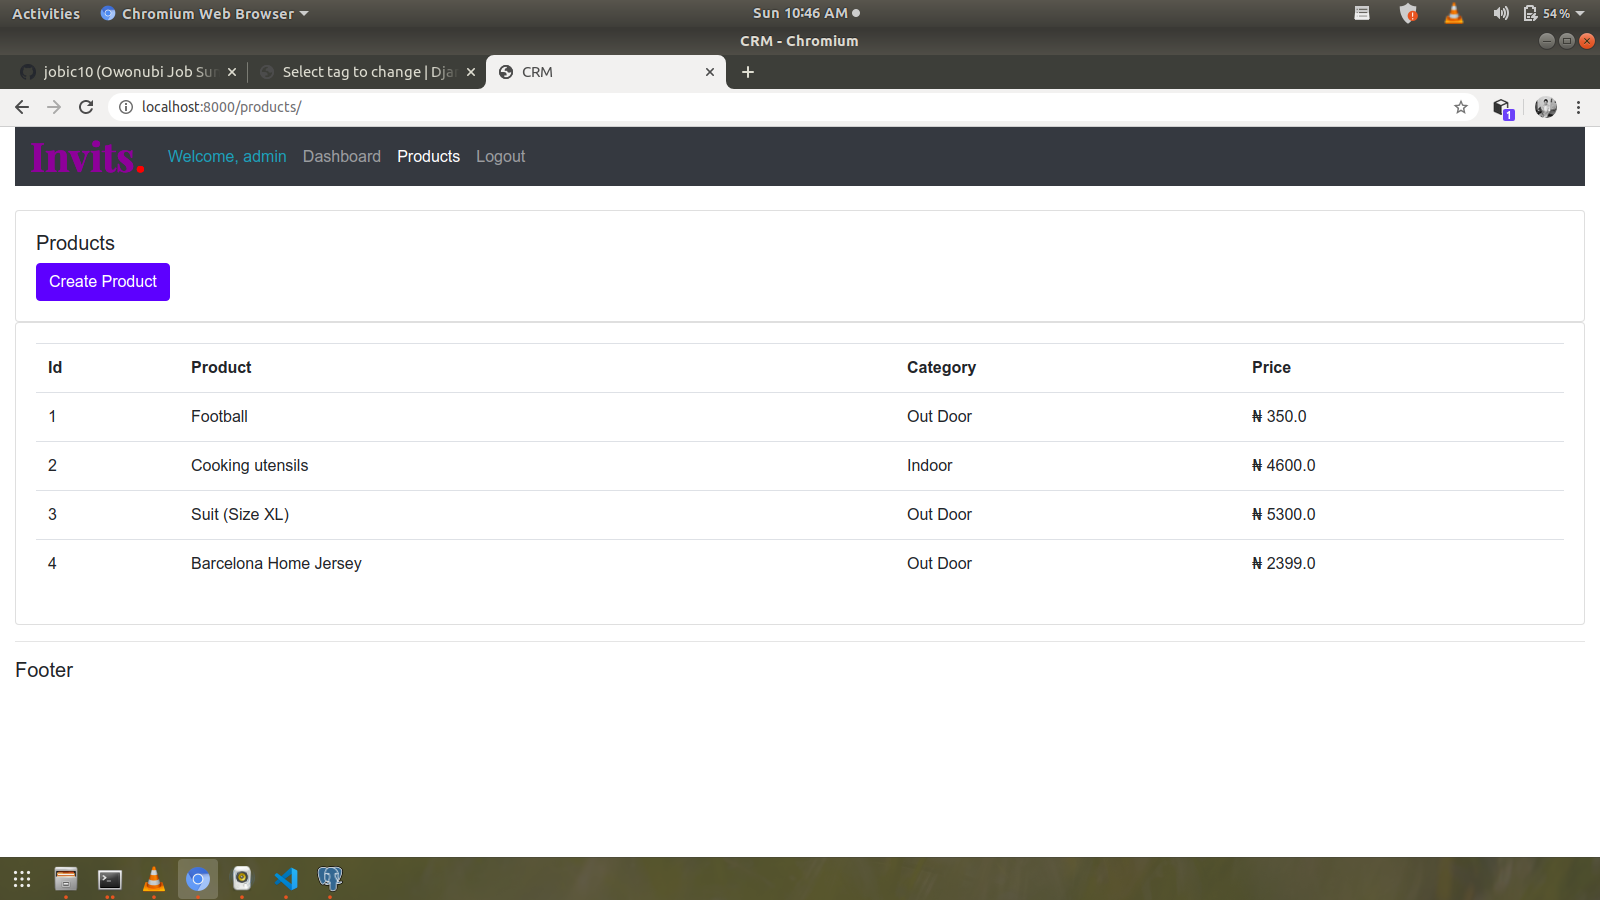 Activities Chromium Web Browser Sun 10:46 AM 54%
CRM - Chromium
jobic10 (Owonubi Job Sur Select tag to change | Dja CRM
localhost:8000/products/ 1
Invits. Welcome, admin Dashboard Products Logout
Products
Create Product
Id Product Category Price
1 Football Out Door ₦ 350.0
2 Cooking utensils Indoor ₦ 4600.0
3 Suit (Size XL) Out Door ₦ 5300.0
4 Barcelona Home Jersey Out Door ₦ 2399.0
Footer